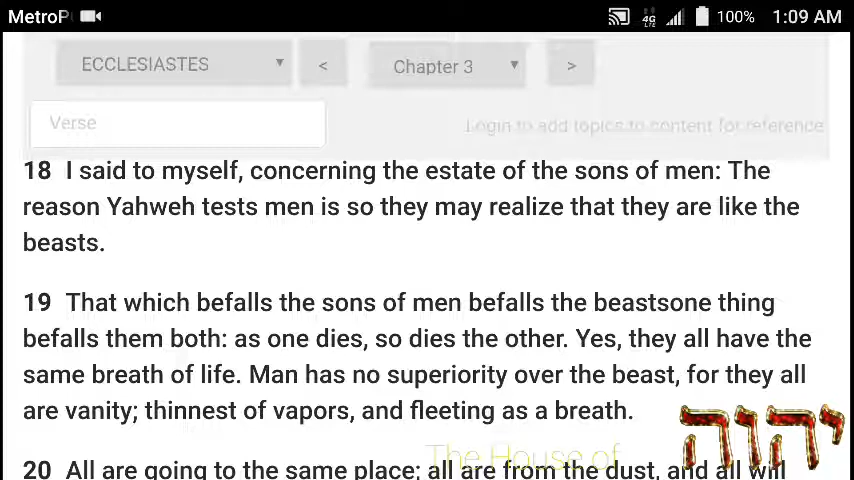 MetroP
4G
LTE
100%
1:09 AM
ECCLESIASTES
<
Chapter 3
>
Verse
Login to add topics to content for reference
18 I said to myself, concerning the estate of the sons of men: The
reason Yahweh tests men is so they may realize that they are like the
beasts.
19 That which befalls the sons of men befalls the beastsone thing
befalls them both: as one dies, so dies the other. Yes, they all have the
same breath of life. Man has no superiority over the beast, for they all
are vanity; thinnest of vapors, and fleeting as a breath.
יהוה
The House of
20 All are going to the same place; all are from the dust, and all will